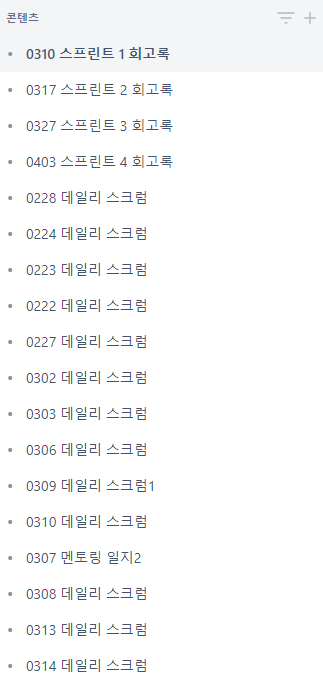 콘텐츠
0310 스프린트 1 회고록
0317 스프린트 2 회고록
0327 스프린트 3 회고록
0403 스프린트 4 회고록
0228 데일리 스크럼
0224 데일리 스크럼
0223 데일리 스크럼
0222 데일리 스크럼
0227 데일리 스크럼
0302 데일리 스크럼
0303 데일리 스크럼
0306 데일리 스크럼
0309 데일리 스크럼1
0310 데일리 스크럼
0307 멘토링 일지2
0308 데일리 스크럼
0313 데일리 스크럼
0314 데일리 스크럼